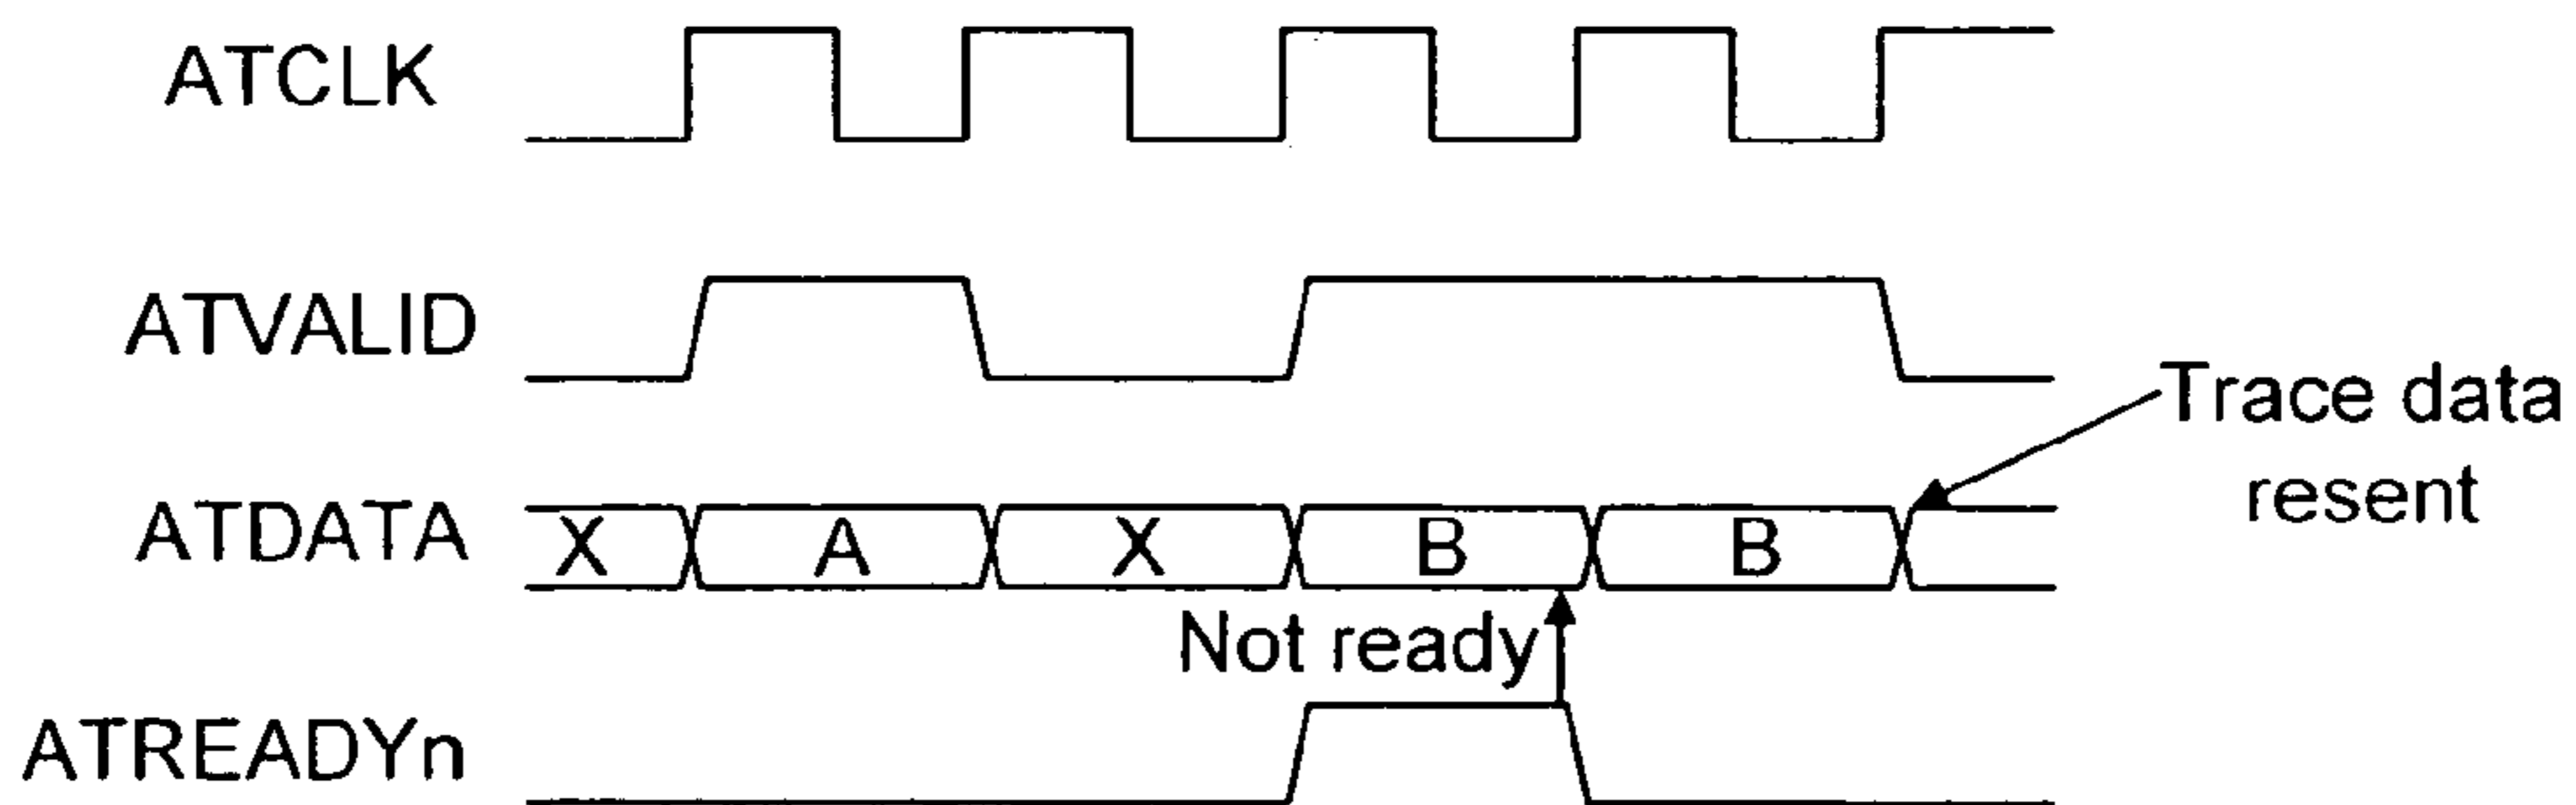 ATCLK
ATVALID
Trace data
resent
ATDATA
X A X B B
Not ready
ATREADYn